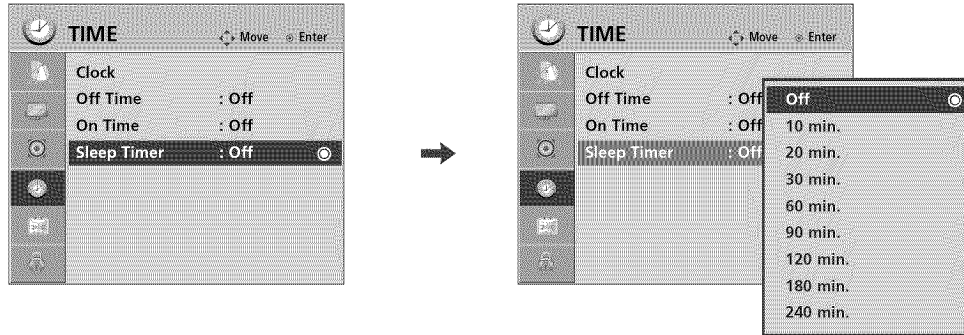 TIME
Move Enter
Clock
Off Time : Off
On Time : Off
Sleep Timer : Off
TIME
Move Enter
Clock
Off Time : Off
On Time : Off
Sleep Timer : Off
Off
10 min.
20 min.
30 min.
60 min.
90 min.
120 min.
180 min.
240 min.